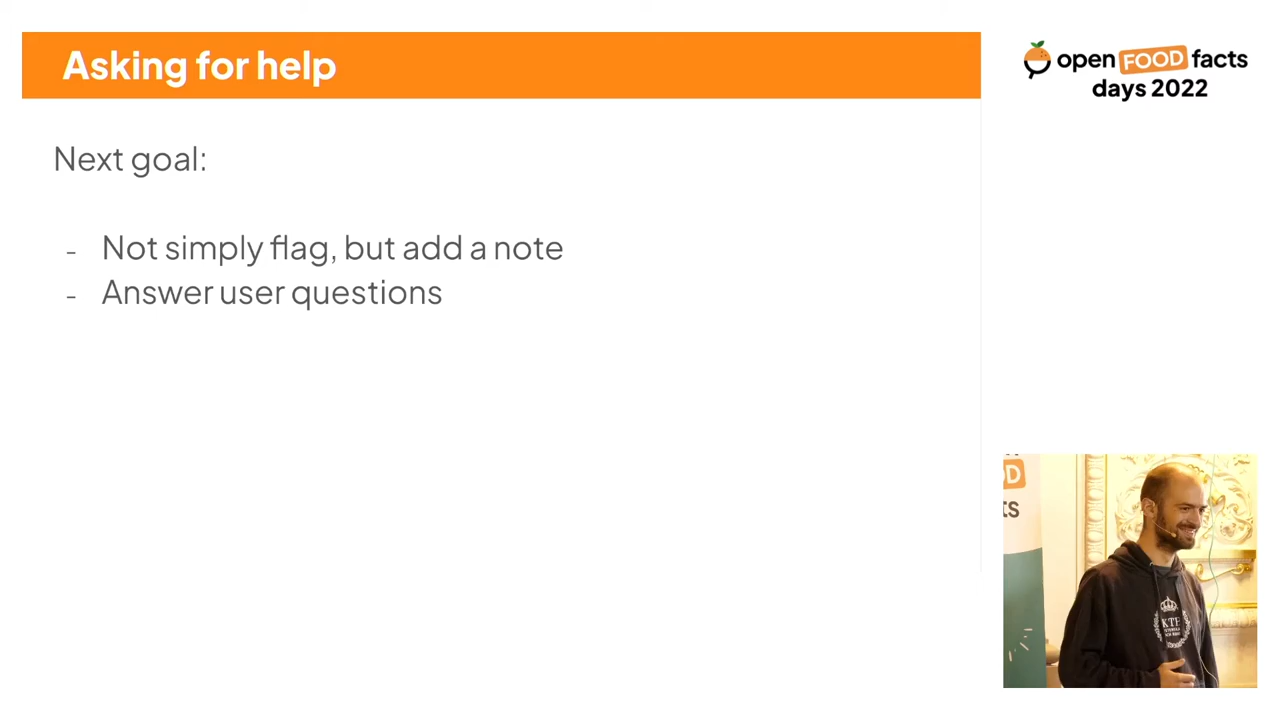 Asking for help
open FOOD facts
days 2022
Next goal:
- Not simply flag, but add a note
- Answer user questions
KTH